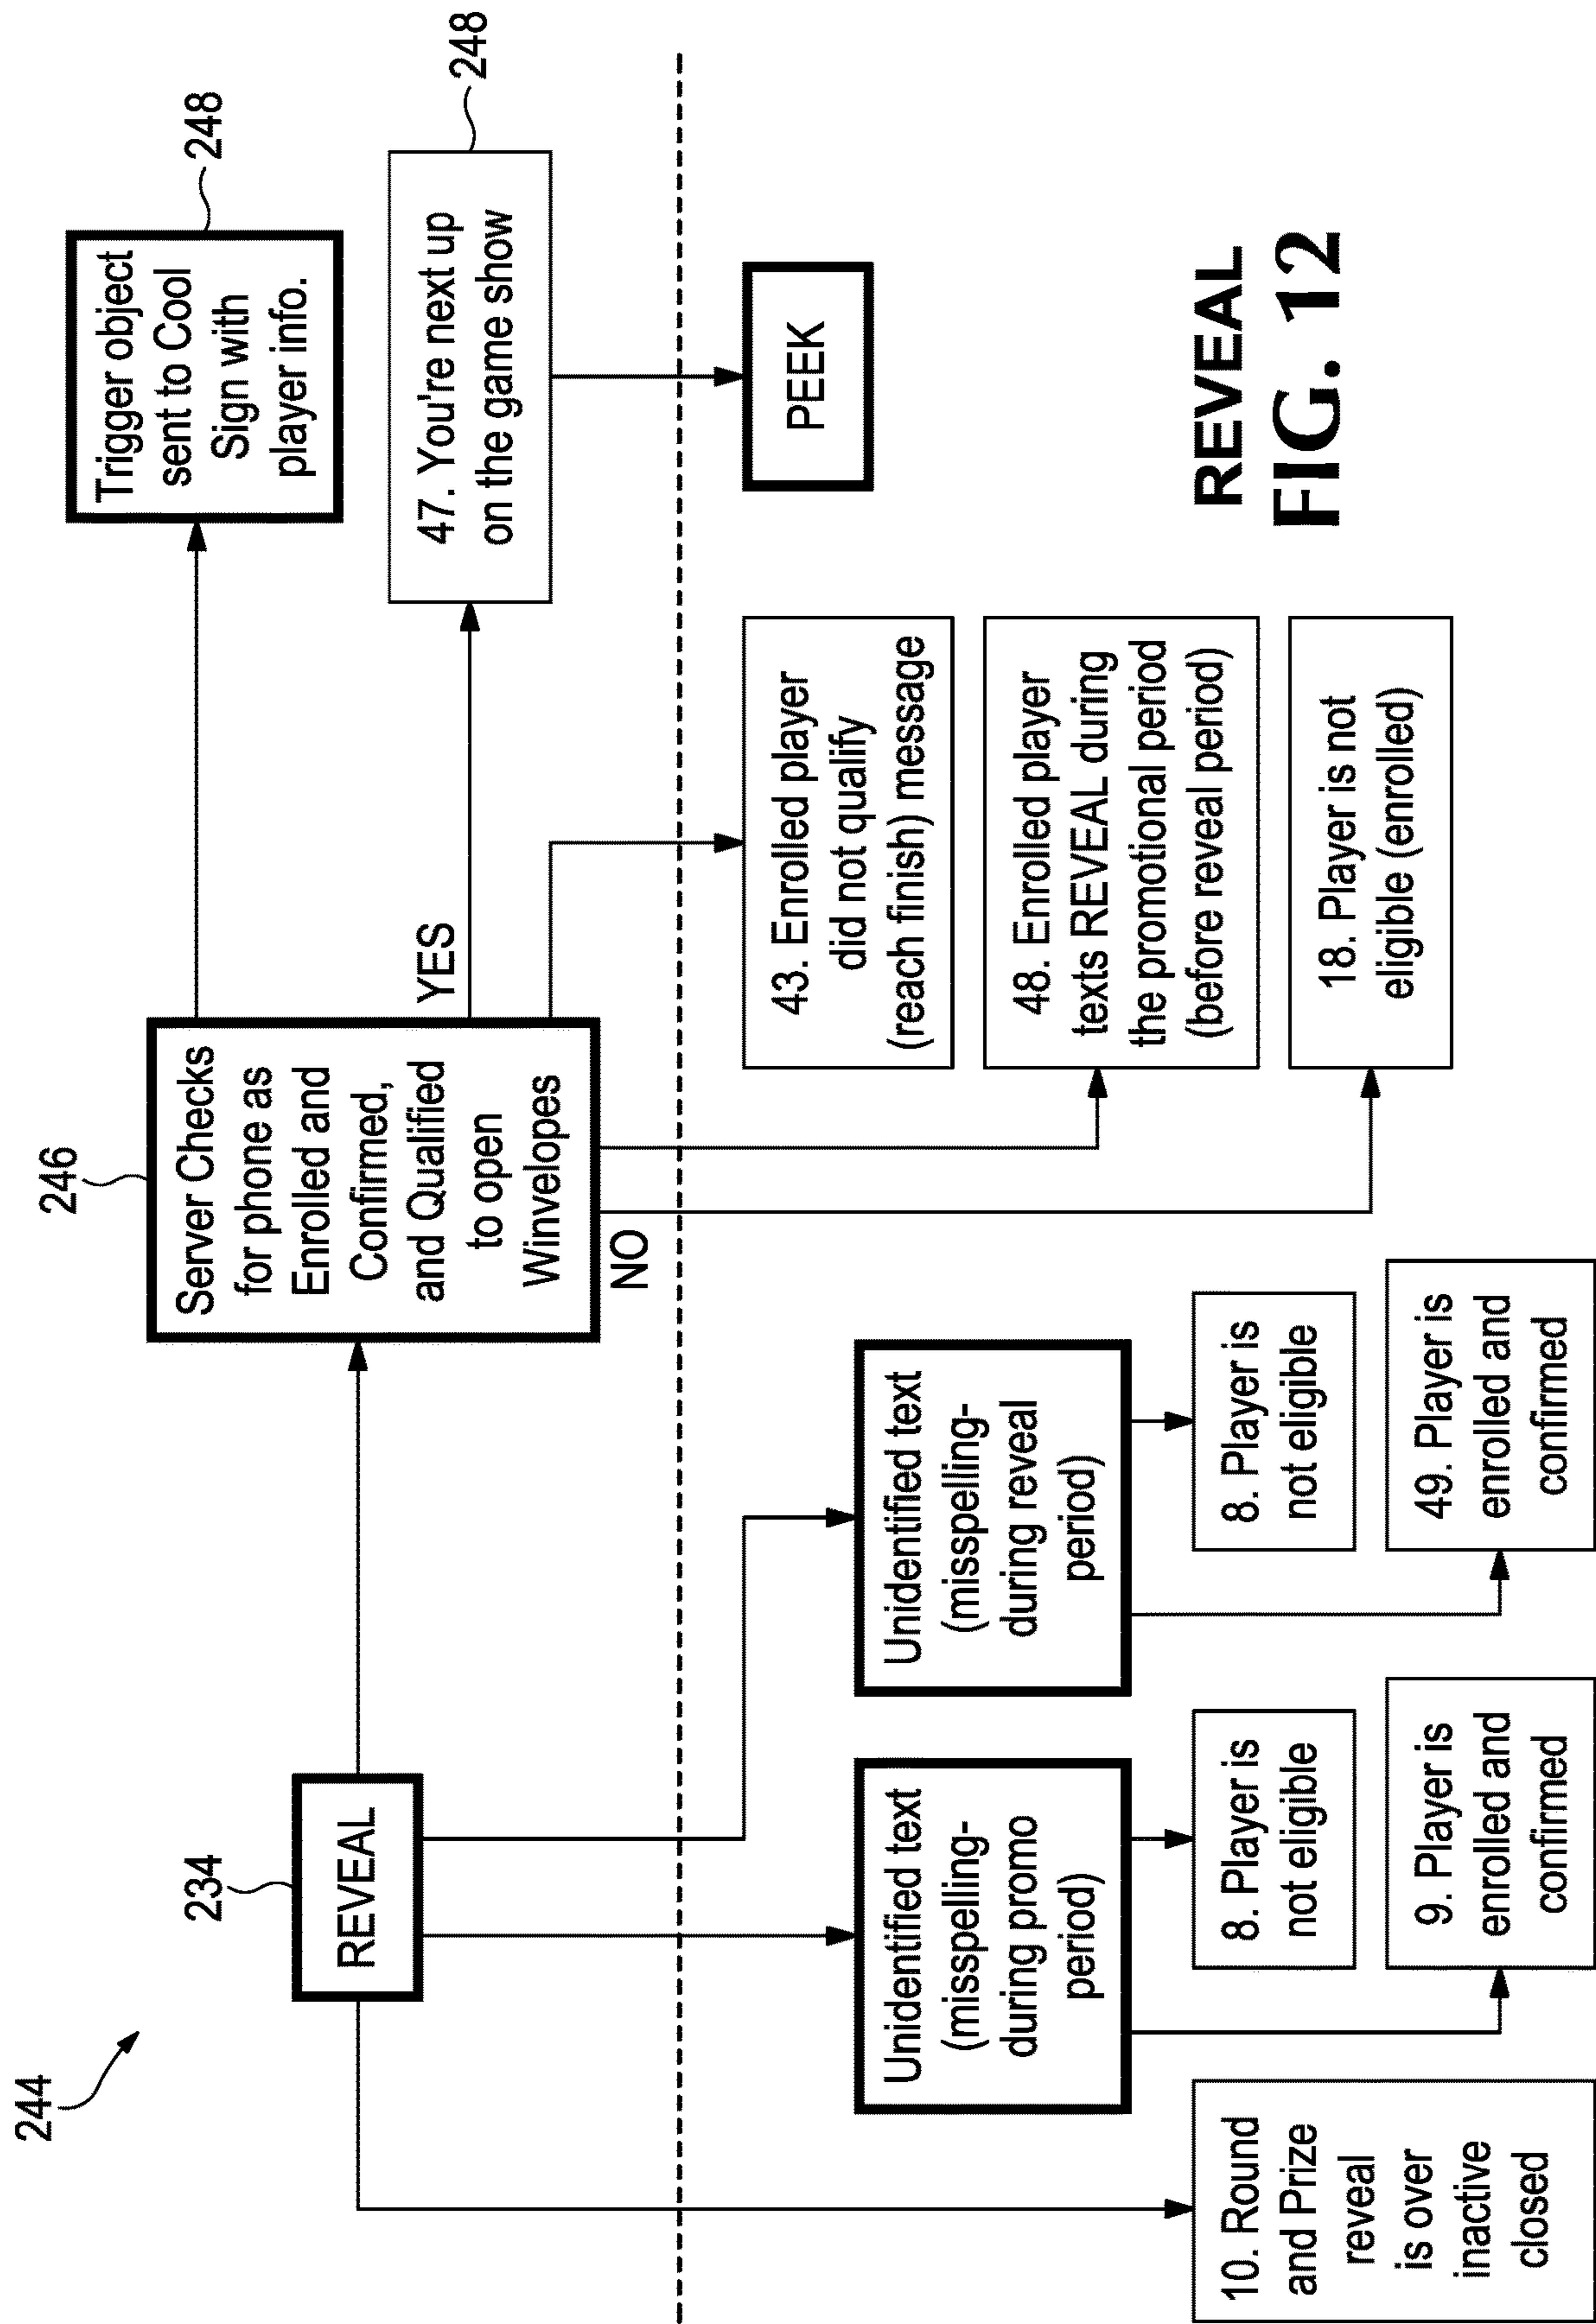 244
234
REVEAL
246
Server Checks
for phone as
Enrolled and
Confirmed,
and Qualified
to open
Winvelopes
YES
NO
Trigger object
sent to Cool
Sign with
player info.
248
47. You're next up
on the game show
248
10. Round
and Prize
reveal
is over
inactive
closed
Unidentified text
(misspelling-
during promo
period)
8. Player is
not eligible
9. Player is
enrolled and
confirmed
Unidentified text
(misspelling-
during reveal
period)
8. Player is
not eligible
49. Player is
enrolled and
confirmed
43. Enrolled player
did not qualify
(reach finish) message
48. Enrolled player
texts REVEAL during
the promotional period
(before reveal period)
18. Player is not
eligible (enrolled)
PEEK
REVEAL
FIG. 12